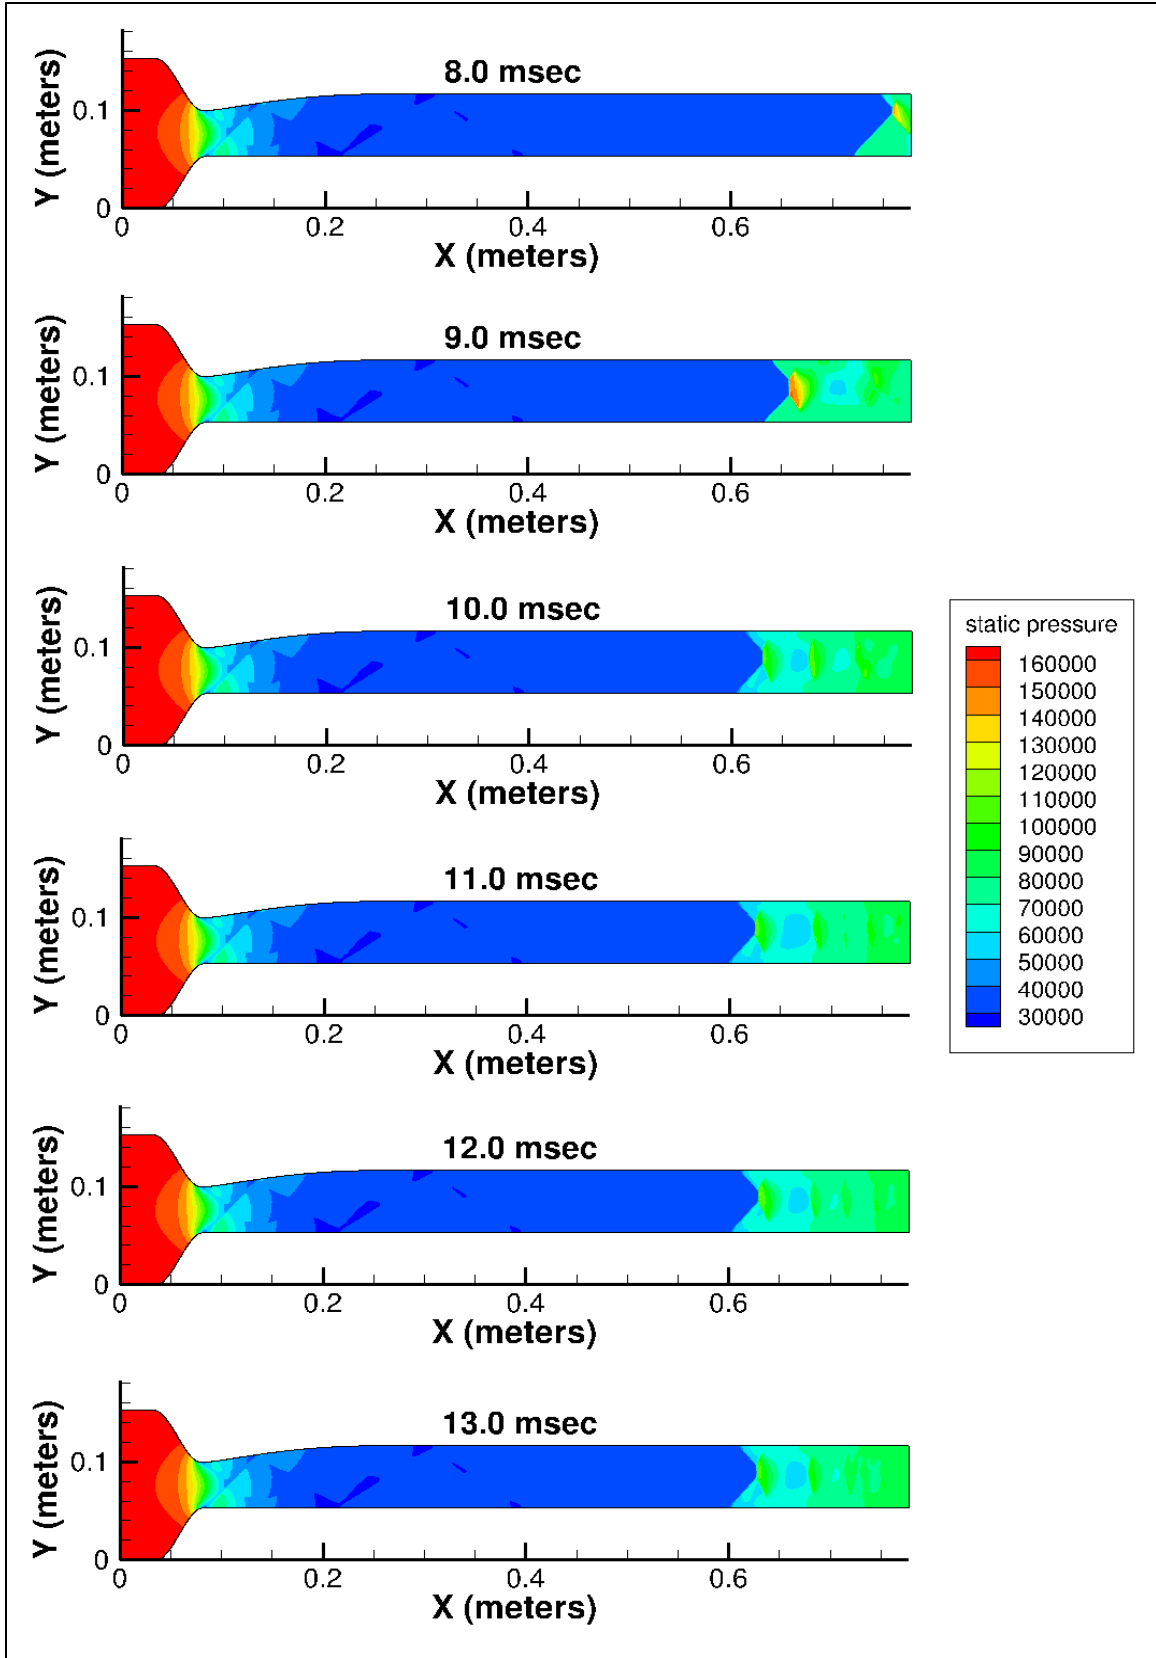 8.0 msec
Y (meters)
0.1
0
0
0.2
0.4
0.6
X (meters)
9.0 msec
Y (meters)
0.1
0
0
0.2
0.4
0.6
X (meters)
10.0 msec
Y (meters)
0.1
0
0
0.2
0.4
0.6
X (meters)
static pressure
160000
150000
140000
130000
120000
110000
100000
90000
80000
70000
60000
50000
40000
30000
11.0 msec
Y (meters)
0.1
0
0
0.2
0.4
0.6
X (meters)
12.0 msec
Y (meters)
0.1
0
0
0.2
0.4
0.6
X (meters)
13.0 msec
Y (meters)
0.1
0
0
0.2
0.4
0.6
X (meters)